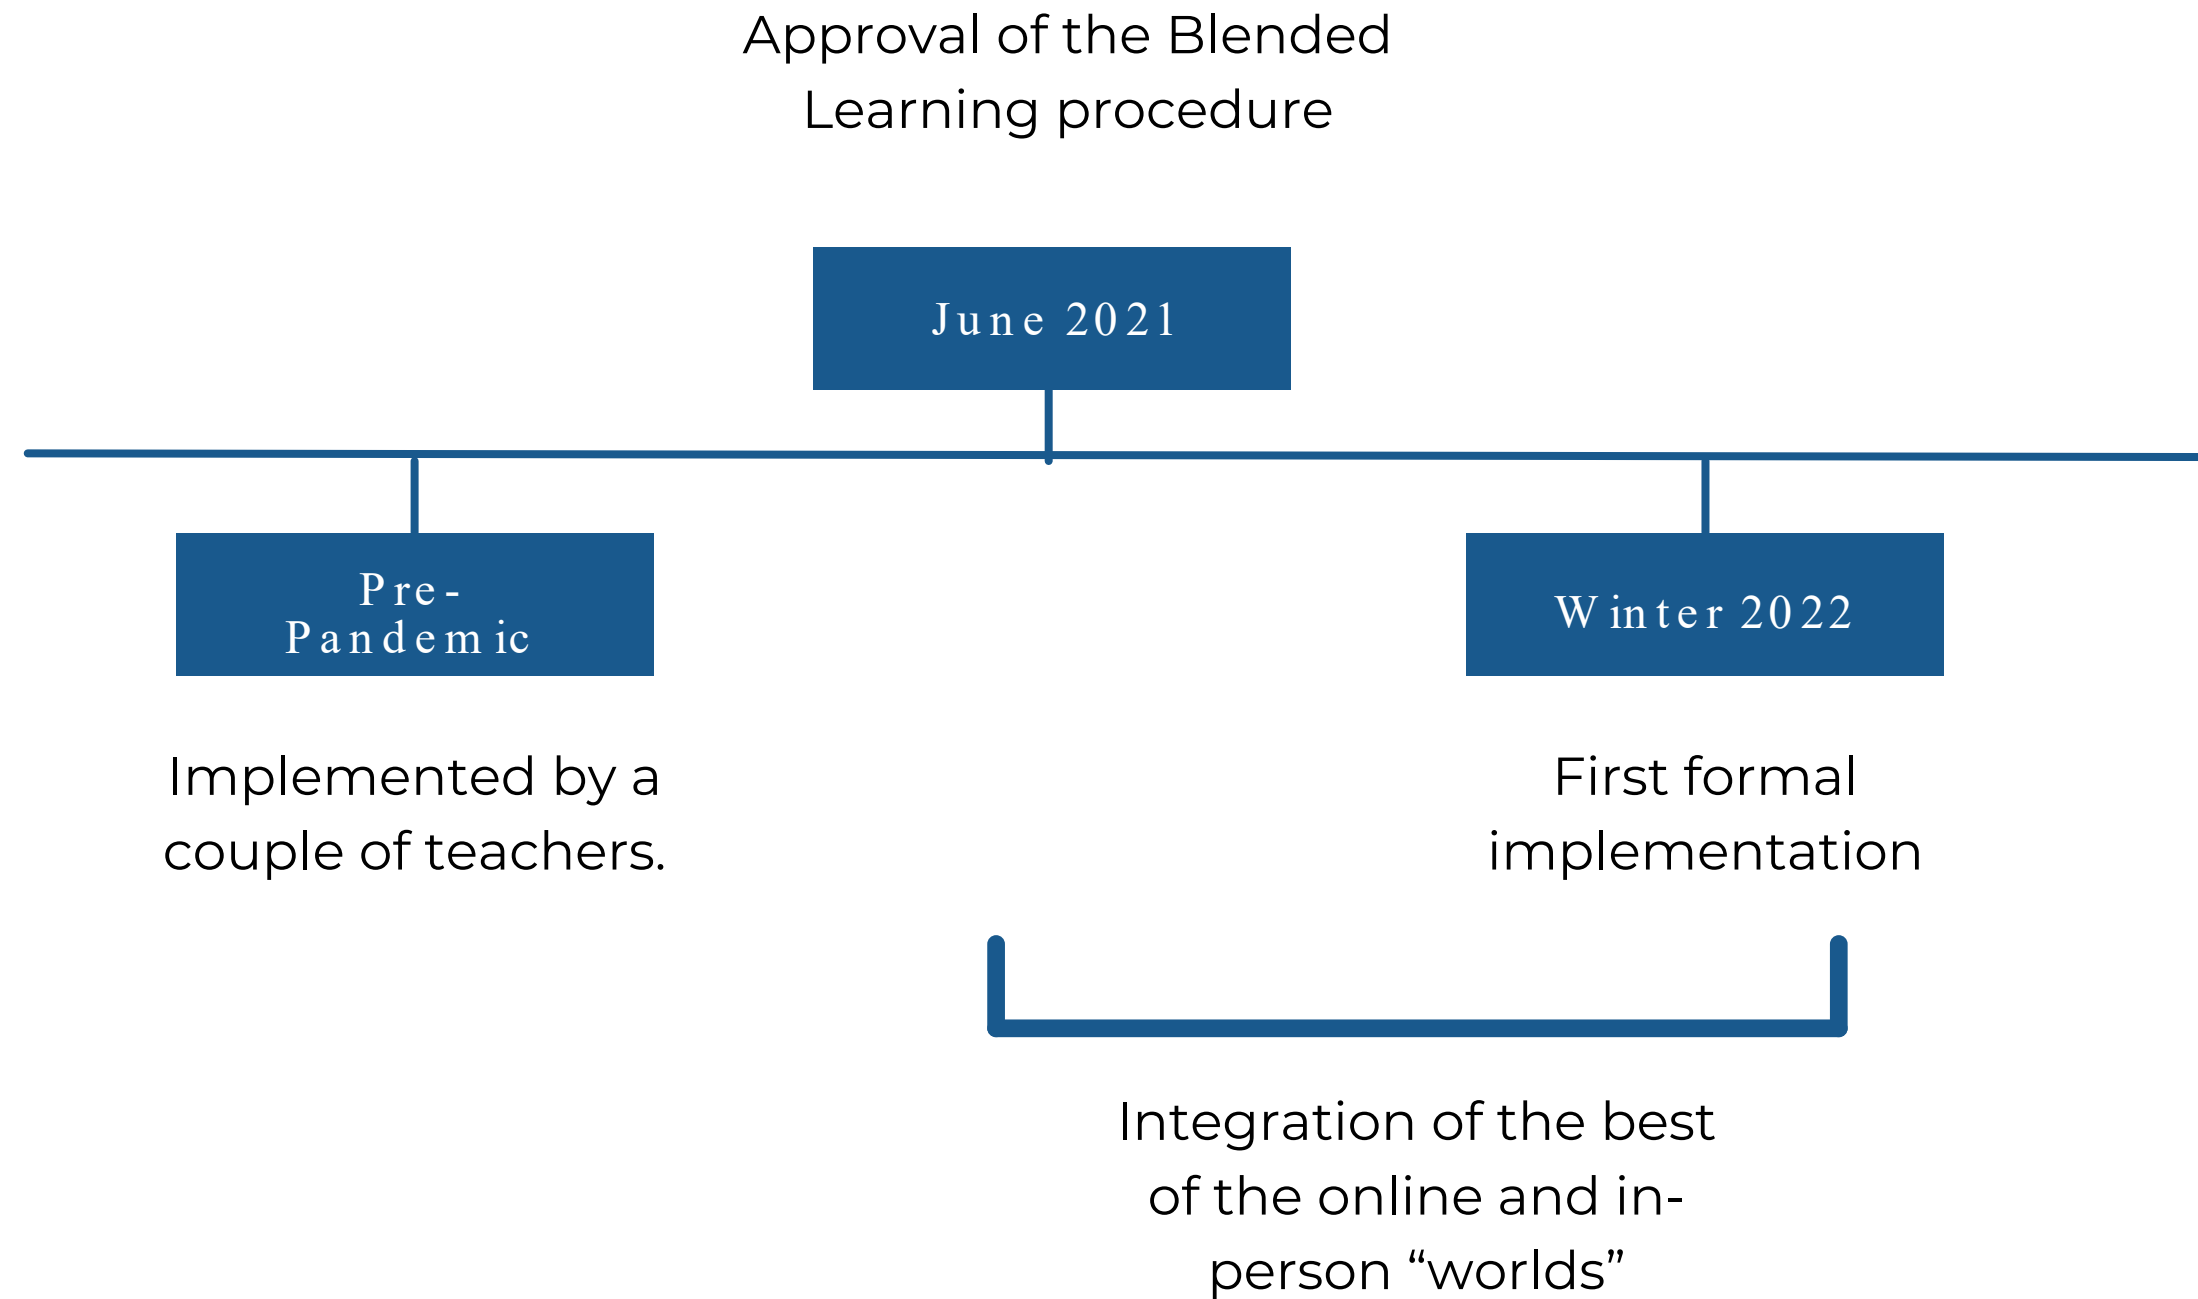 Approval of the Blended
Learning procedure
June 2021
Pre-
Pandemic
Winter 2022
Implemented by a
couple of teachers.
First formal
implementation
Integration of the best
of the online and in-
person “worlds”